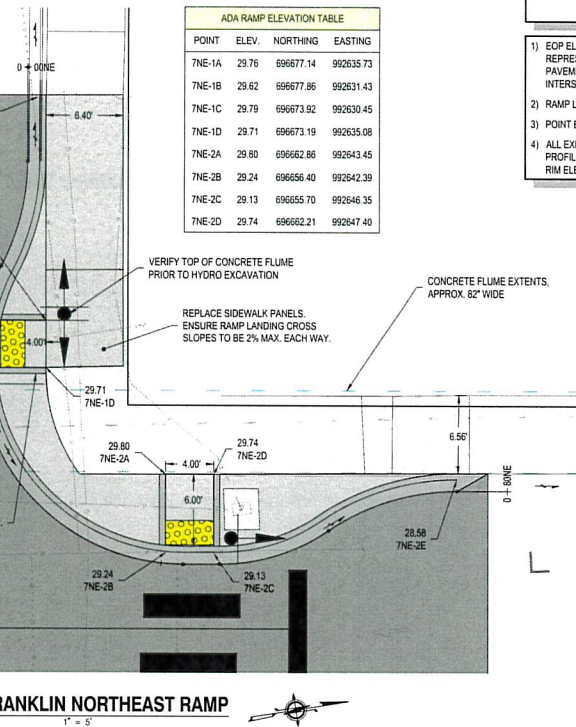 ADA RAMP ELEVATION TABLE
POINT ELEV. NORTHING EASTING
7NE-1A 29.76 696677.14 992635.73
7NE-1B 29.62 696677.86 992631.43
7NE-1C 29.79 696673.92 992630.45
7NE-1D 29.71 696673.19 992635.08
7NE-2A 29.80 696662.86 992643.45
7NE-2B 29.24 696656.40 992642.39
7NE-2C 29.13 696655.70 992646.35
7NE-2D 29.74 696662.21 992647.40
1) EOP EL
REPRES
PAVEM
INTERS
2) RAMP L
3) POINT E
4) ALL EXI
PROFIL
RIM ELE
0+00NE
6.40'
VERIFY TOP OF CONCRETE FLUME
PRIOR TO HYDRO EXCAVATION
CONCRETE FLUME EXTENTS,
APPROX. 82" WIDE
REPLACE SIDEWALK PANELS.
ENSURE RAMP LANDING CROSS
SLOPES TO BE 2% MAX. EACH WAY.
4.00'
29.71
7NE-1D
29.80
7NE-2A
4.00'
29.74
7NE-2D
6.56'
6.00'
0+80NE
28.58
7NE-2E
29.24
7NE-2B
29.13
7NE-2C
RANKLIN NORTHEAST RAMP
1" = 5'